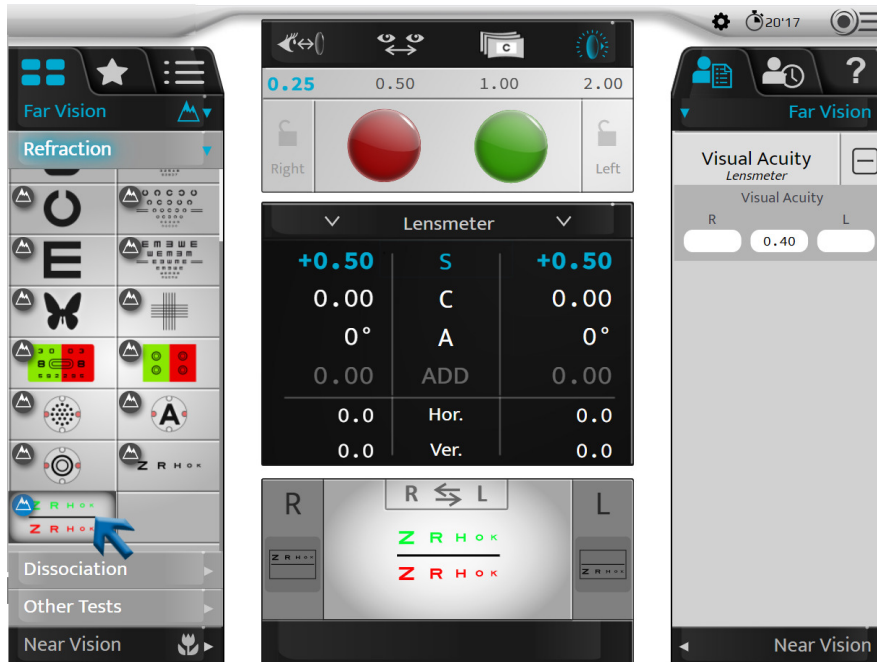 20'17
Far Vision
Refraction
E M 3 W E
A
Z R H O K
Z R H O K
Z R H O K
Dissociation
Other Tests
Near Vision
C
0.25 0.50 1.00 2.00
Right Left
Lensmeter
+0.50 S +0.50
0.00 C 0.00
0° A 0°
0.00 ADD 0.00
0.0 Hor. 0.0
0.0 Ver. 0.0
R R L L
Z R H O K
Z R H O K
Z R H O K
Z R H O K
?
Far Vision
Visual Acuity
Lensmeter
Visual Acuity
R L
0.40
Near Vision